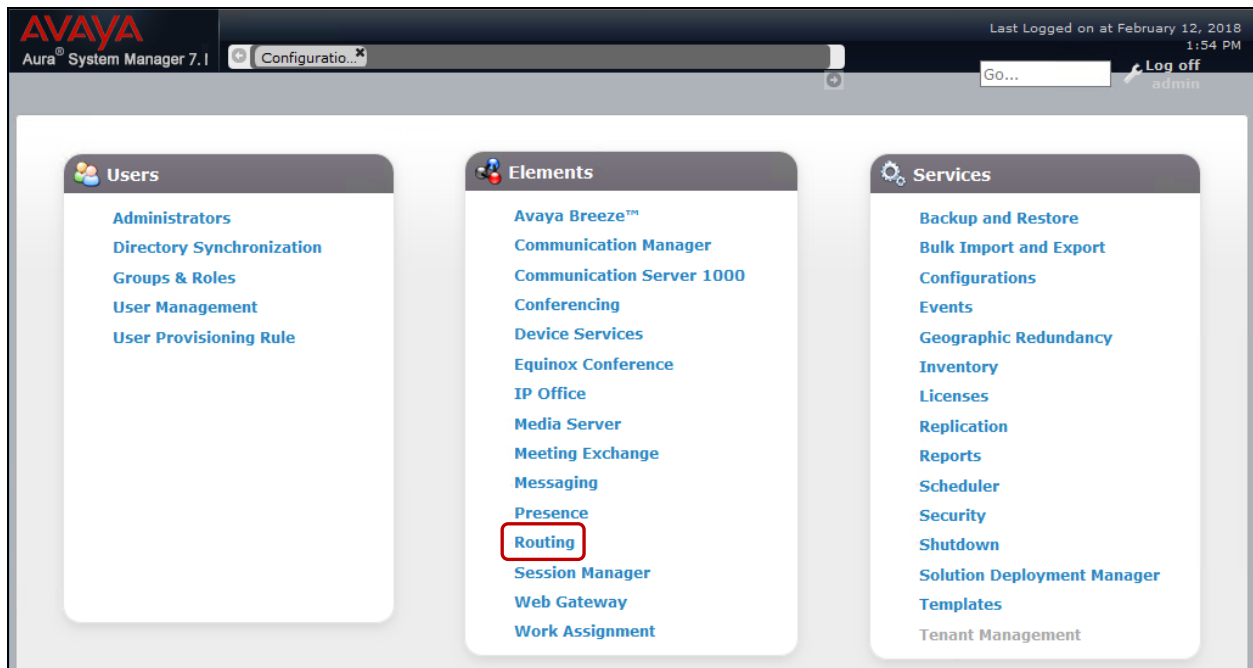 AVAYA
Aura® System Manager 7.1
Configuratio...
Last Logged on at February 12, 2018
1:54 PM
Go...
Log off
admin
Users
Administrators
Directory Synchronization
Groups & Roles
User Management
User Provisioning Rule
Elements
Avaya Breeze™
Communication Manager
Communication Server 1000
Conferencing
Device Services
Equinox Conference
IP Office
Media Server
Meeting Exchange
Messaging
Presence
Routing
Session Manager
Web Gateway
Work Assignment
Services
Backup and Restore
Bulk Import and Export
Configurations
Events
Geographic Redundancy
Inventory
Licenses
Replication
Reports
Scheduler
Security
Shutdown
Solution Deployment Manager
Templates
Tenant Management